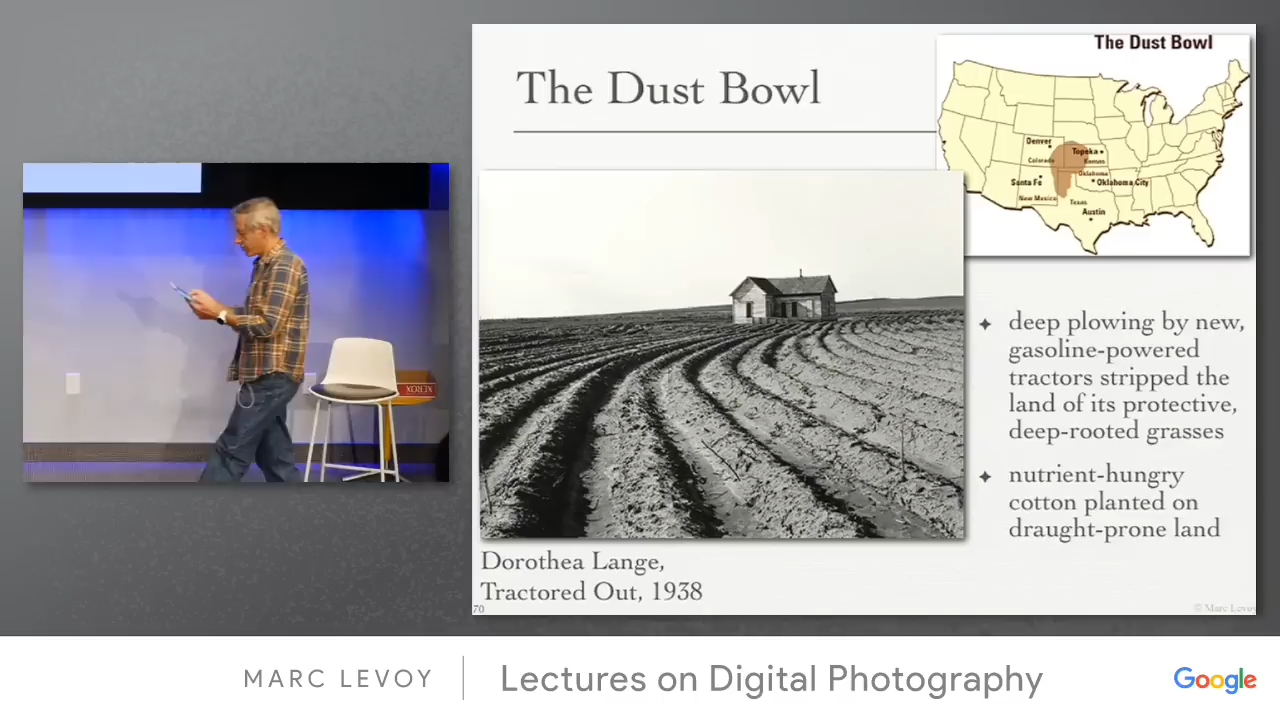 The Dust Bowl
The Dust Bowl
Denver
Topeka
Colorado
Kansas
Oklahoma
Santa Fe
Oklahoma City
New Mexico
Texas
Austin
XEROX
✦ deep plowing by new,
gasoline-powered
tractors stripped the
land of its protective,
deep-rooted grasses
✦ nutrient-hungry
cotton planted on
draught-prone land
Dorothea Lange,
Tractored Out, 1938
70
© Marc Levoy
MARC LEVOY
Lectures on Digital Photography
Google